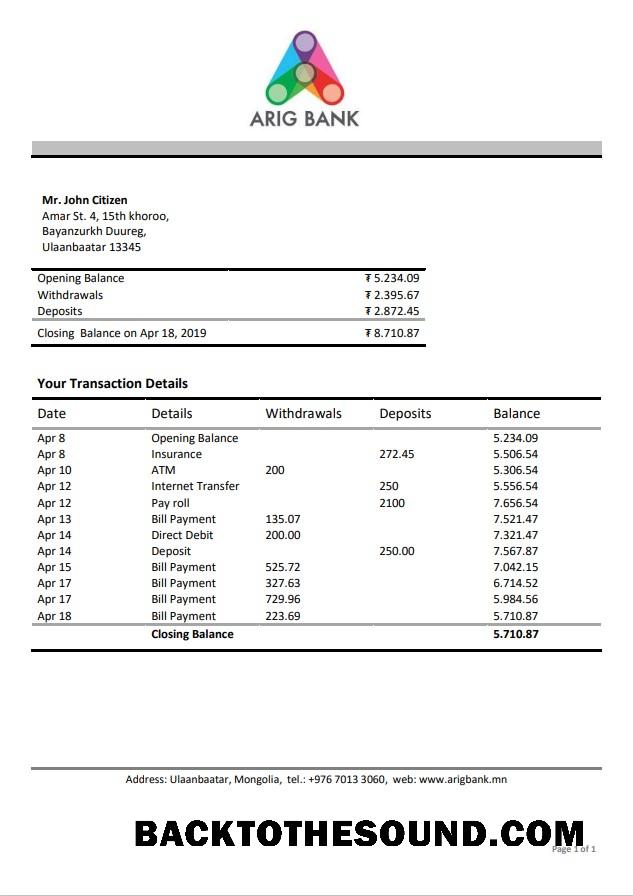 ARIG BANK
Mr. John Citizen
Amar St. 4, 15th khoroo,
Bayanzurkh Duureg,
Ulaanbaatar 13345
Opening Balance ₮ 5.234.09
Withdrawals ₮ 2.395.67
Deposits ₮ 2.872.45
Closing Balance on Apr 18, 2019 ₮ 8.710.87
Your Transaction Details
Date Details Withdrawals Deposits Balance
Apr 8 Opening Balance 5.234.09
Apr 8 Insurance 272.45 5.506.54
Apr 10 ATM 200 5.306.54
Apr 12 Internet Transfer 250 5.556.54
Apr 12 Pay roll 2100 7.656.54
Apr 13 Bill Payment 135.07 7.521.47
Apr 14 Direct Debit 200.00 7.321.47
Apr 14 Deposit 250.00 7.567.87
Apr 15 Bill Payment 525.72 7.042.15
Apr 17 Bill Payment 327.63 6.714.52
Apr 17 Bill Payment 729.96 5.984.56
Apr 18 Bill Payment 223.69 5.710.87
Closing Balance 5.710.87
Address: Ulaanbaatar, Mongolia, tel.: +976 7013 3060, web: www.arigbank.mn
BACKTOTHESOUND.COM
Page 1 of 1